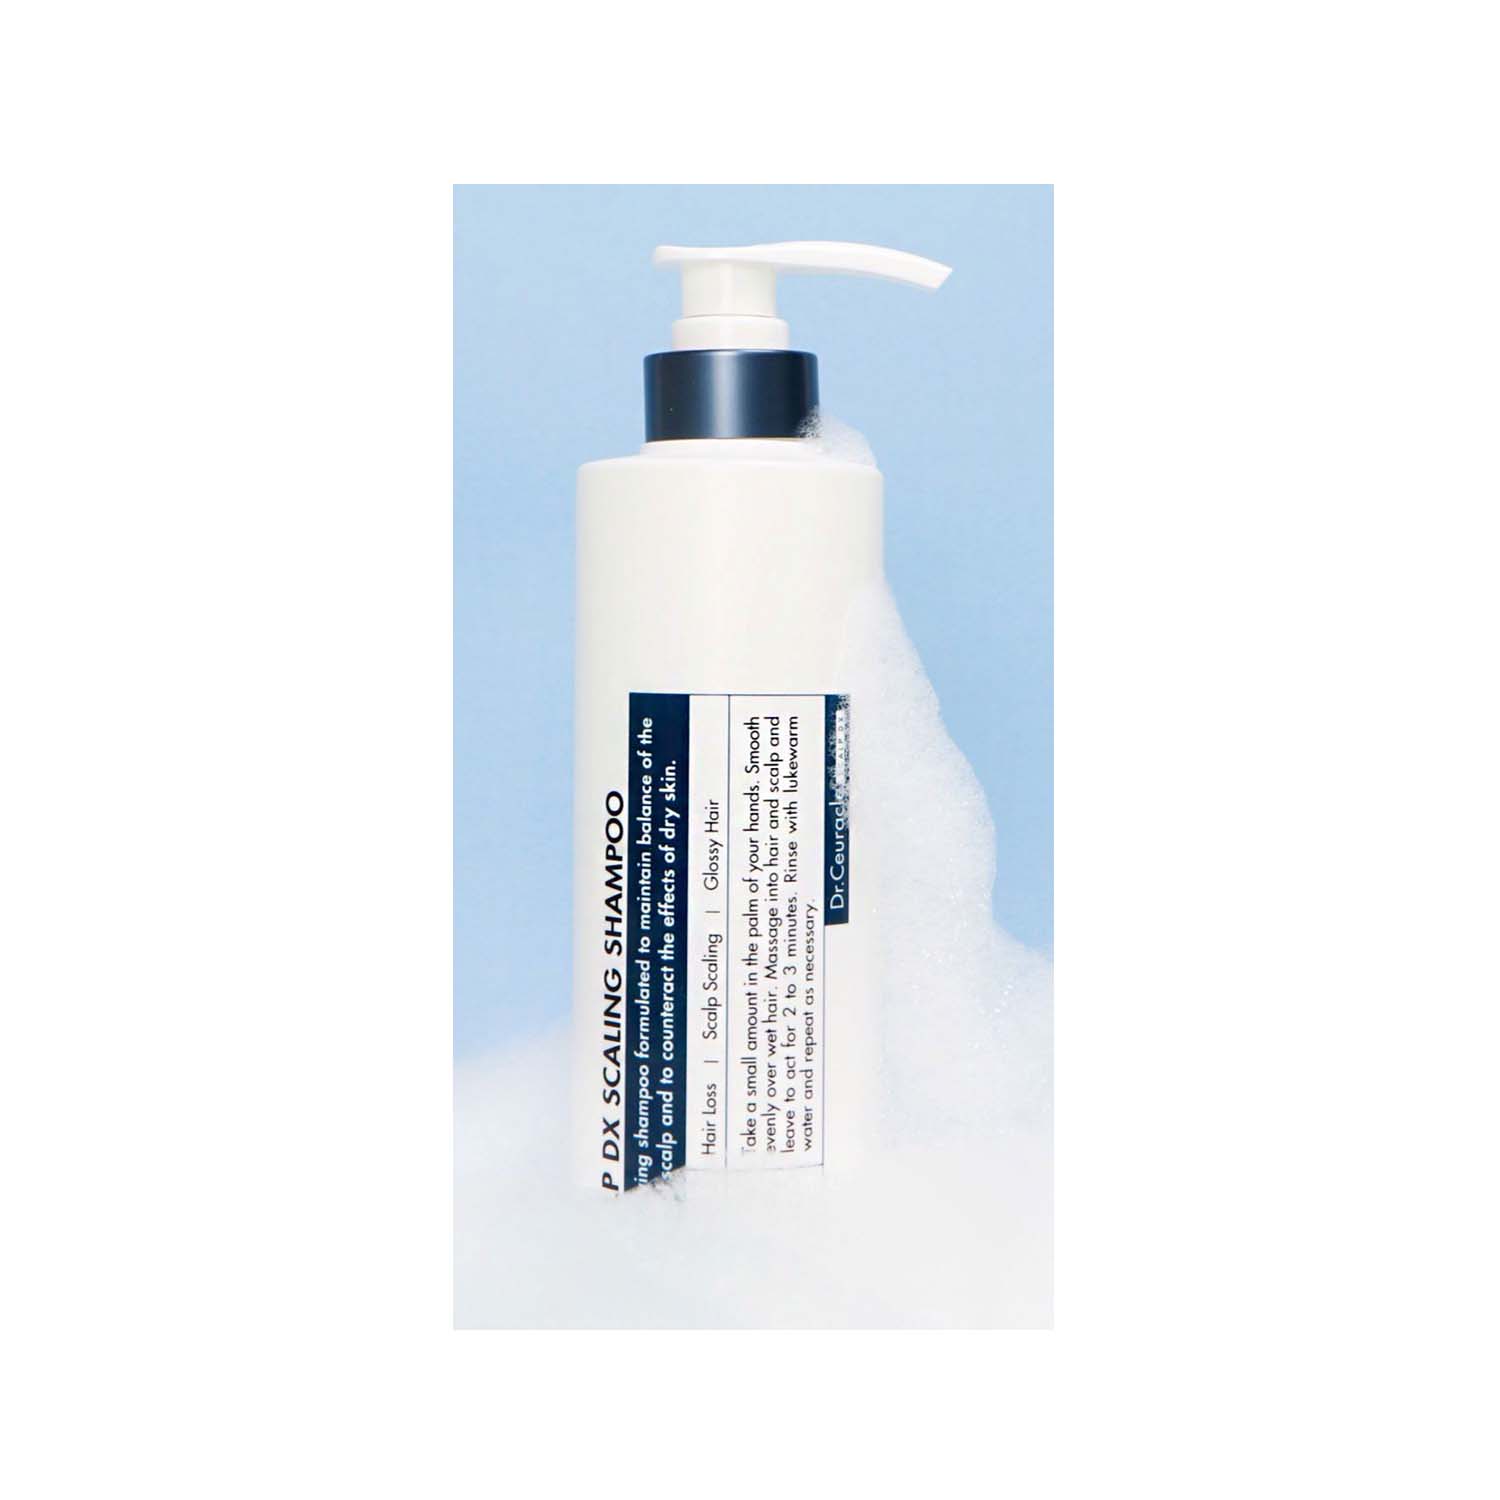 P DX SCALING SHAMPOO
ing shampoo formulated to maintain balance of the
scalp and to counteract the effects of dry skin.
Hair Loss | Scalp Scaling | Glossy Hair
Take a small amount in the palm of your hands. Smooth
evenly over wet hair. Massage into hair and scalp and
leave to act for 2 to 3 minutes. Rinse with lukewarm
water and repeat as necessary.
Dr.Ceuracle